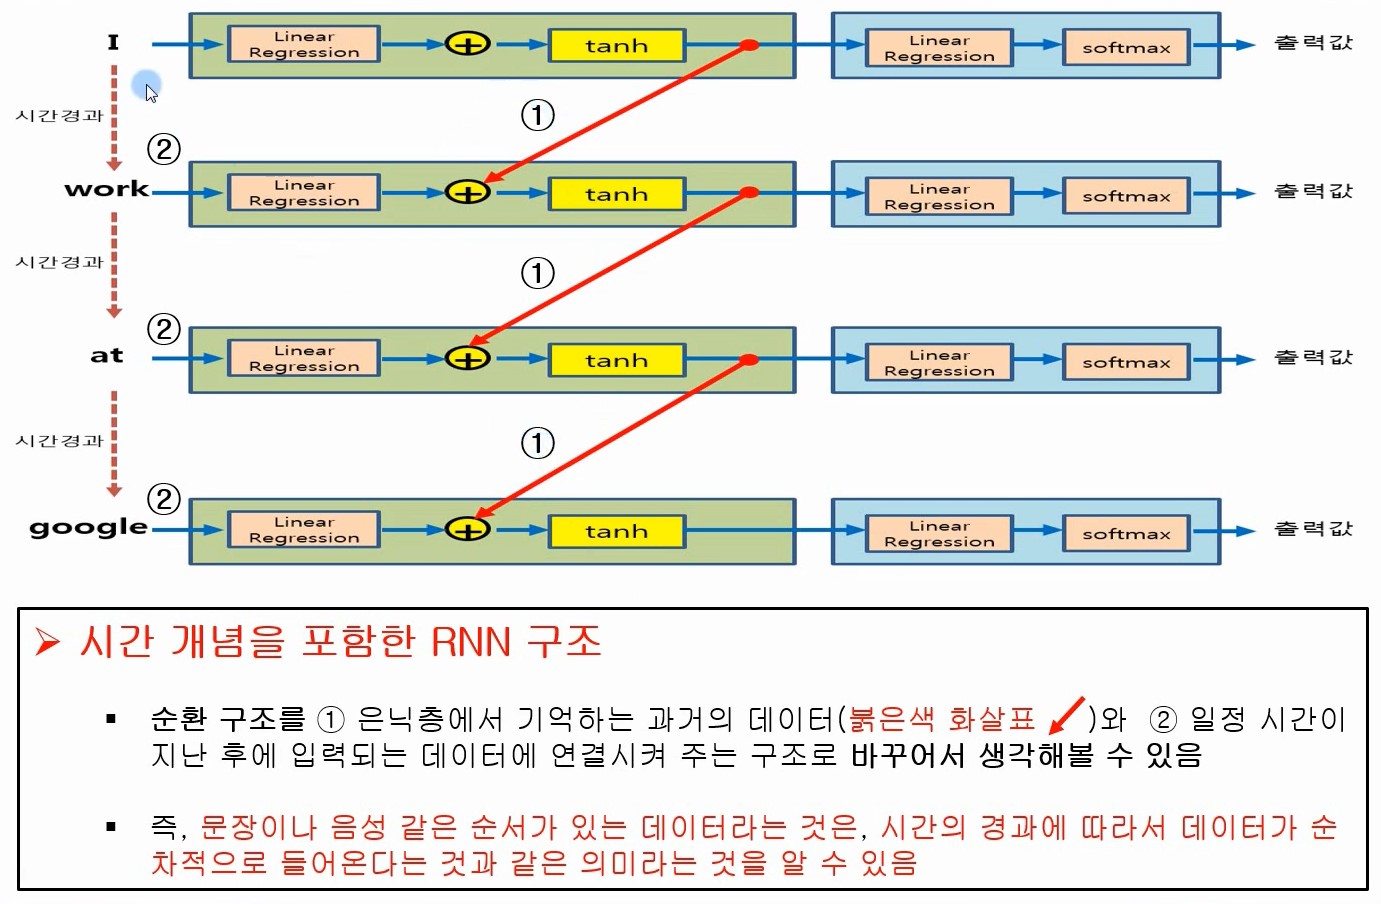 I
Linear
Regression
+
tanh
Linear
Regression
softmax
출력값
시간경과
①
②
work
Linear
Regression
+
tanh
Linear
Regression
softmax
출력값
시간경과
①
②
at
Linear
Regression
+
tanh
Linear
Regression
softmax
출력값
시간경과
①
②
google
Linear
Regression
+
tanh
Linear
Regression
softmax
출력값
➢ 시간 개념을 포함한 RNN 구조
▪ 순환 구조를 ① 은닉층에서 기억하는 과거의 데이터(붉은색 화살표 )와 ② 일정 시간이
지난 후에 입력되는 데이터에 연결시켜 주는 구조로 바꾸어서 생각해볼 수 있음
▪ 즉, 문장이나 음성 같은 순서가 있는 데이터라는 것은, 시간의 경과에 따라서 데이터가 순
차적으로 들어온다는 것과 같은 의미라는 것을 알 수 있음